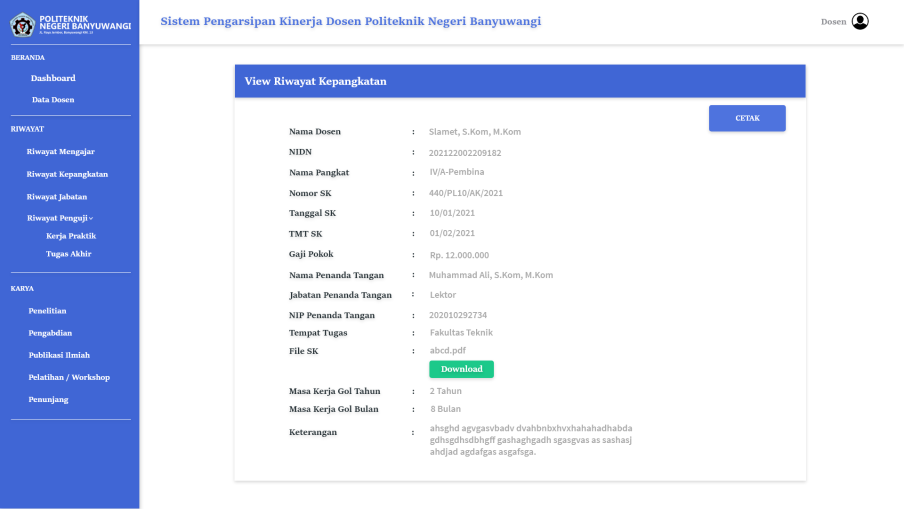 POLITEKNIK
NEGERI BANYUWANGI
Sistem Pengarsipan Kinerja Dosen Politeknik Negeri Banyuwangi
Dosen
BERANDA
Dashboard
Data Dosen
RIWAYAT
Riwayat Mengajar
Riwayat Kepangkatan
Riwayat Jabatan
Riwayat Penguji
Kerja Praktik
Tugas Akhir
KARYA
Penelitian
Pengabdian
Publikasi Ilmiah
Pelatihan / Workshop
Penunjang
View Riwayat Kepangkatan
CETAK
Nama Dosen : Slamet, S.Kom, M.Kom
NIDN : 202122002209182
Nama Pangkat : IV/A-Pembina
Nomor SK : 440/PL10/AK/2021
Tanggal SK : 10/01/2021
TMT SK : 01/02/2021
Gaji Pokok : Rp. 12.000.000
Nama Penanda Tangan : Muhammad Ali, S.Kom, M.Kom
Jabatan Penanda Tangan : Lektor
NIP Penanda Tangan : 202010292734
Tempat Tugas : Fakultas Teknik
File SK : abcd.pdf
Download
Masa Kerja Gol Tahun : 2 Tahun
Masa Kerja Gol Bulan : 8 Bulan
Keterangan : ahsghd agvgasvbadv dvahbnbxhvxhahahadhabda
gdhsgdhsdbhgff gashaghgadh sgasgvas as sashasj
ahdjad agdafgas asgafsga.